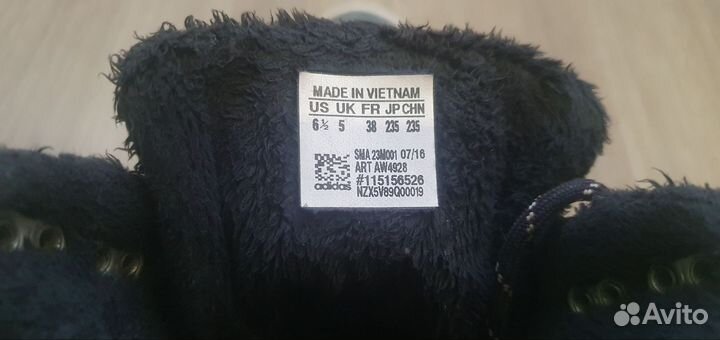 MADE IN VIETNAM
US UK FR JP CHN
6½ 5 38 235 235
SMA 23M001 07/16
ART AW4928
#115156526
adidas NZX5V89Q00019
Avito